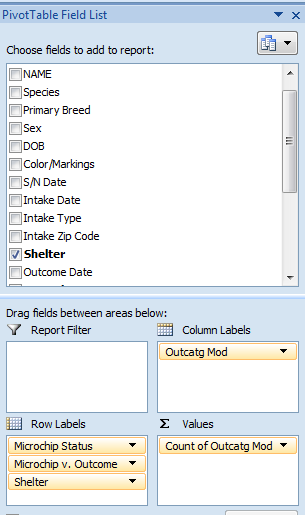 PivotTable Field List
Choose fields to add to report:
NAME
Species
Primary Breed
Sex
DOB
Color/Markings
S/N Date
Intake Date
Intake Type
Intake Zip Code
Shelter
Outcome Date
Drag fields between areas below:
Report Filter
Column Labels
Outcatg Mod
Row Labels
Σ Values
Microchip Status
Microchip v. Outcome
Shelter
Count of Outcatg Mod